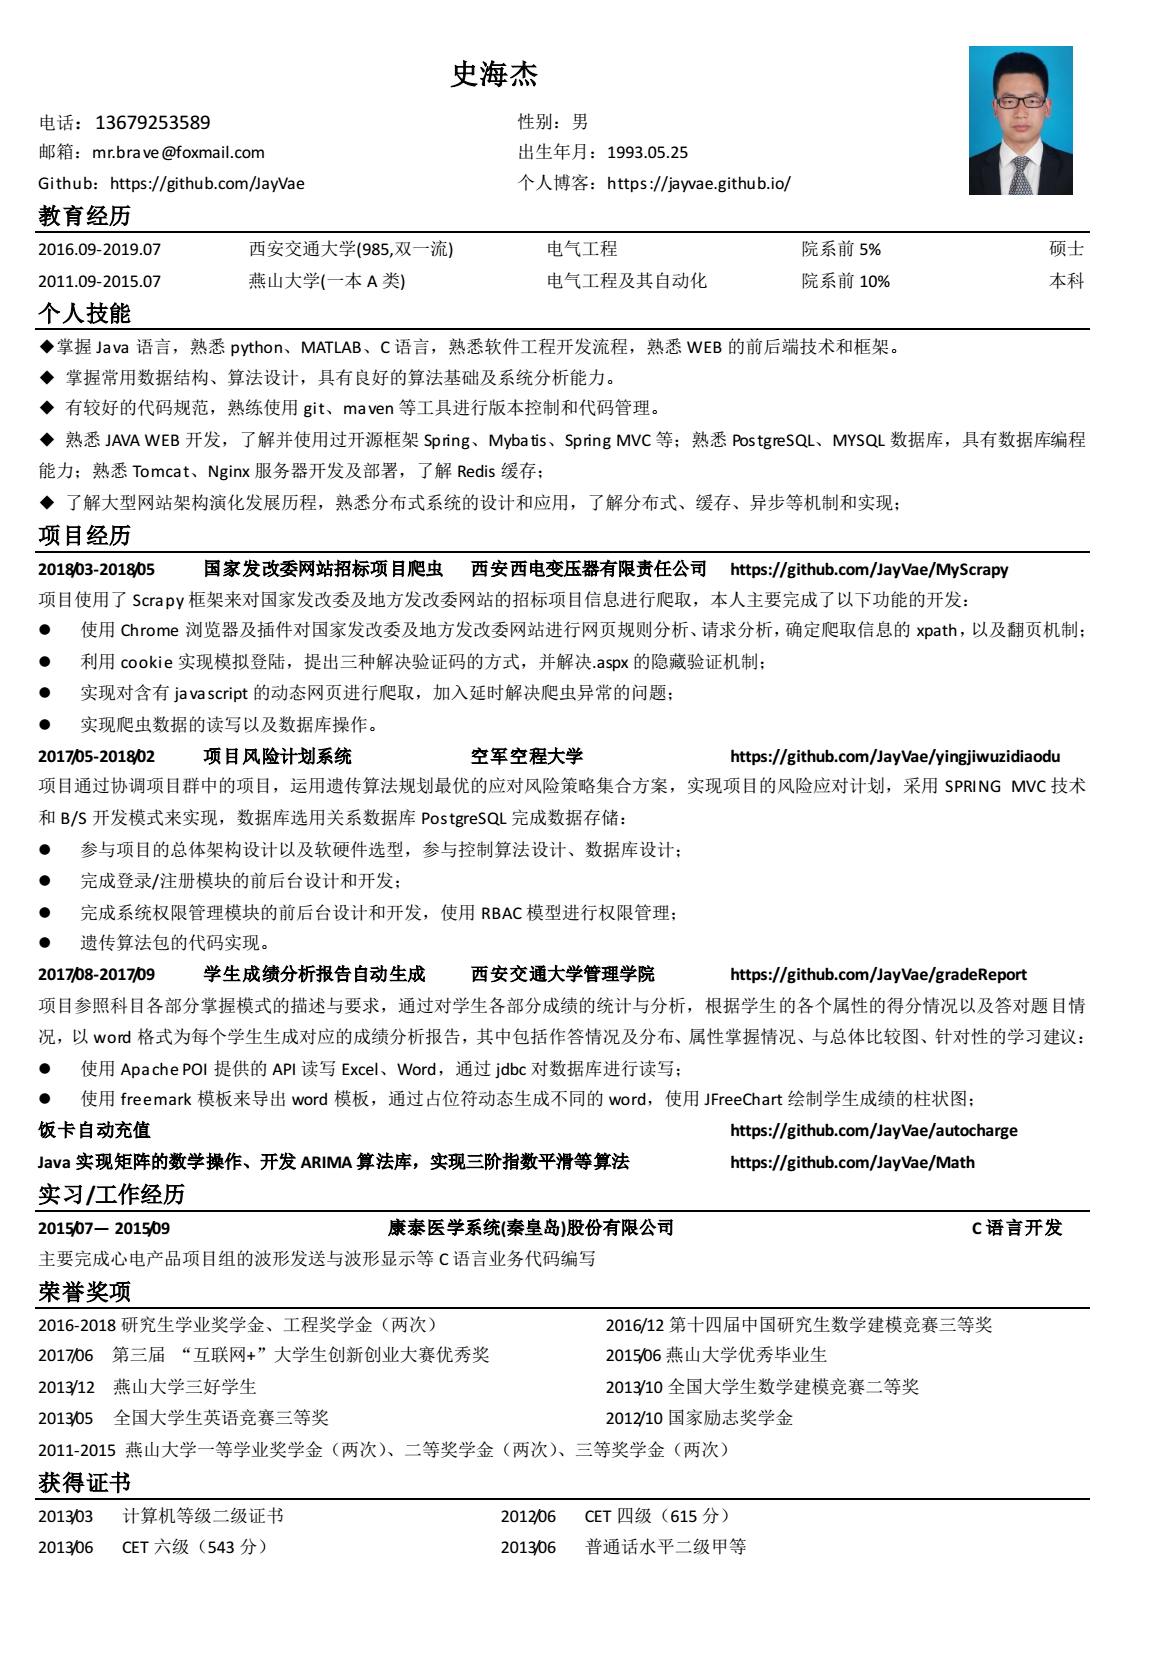 史海杰
电话：13679253589 性别：男
邮箱：mr.brave@foxmail.com 出生年月：1993.05.25
Github：https://github.com/JayVae 个人博客：https://jayvae.github.io/
教育经历
2016.09-2019.07 西安交通大学(985,双一流) 电气工程 院系前 5% 硕士
2011.09-2015.07 燕山大学(一本 A 类) 电气工程及其自动化 院系前 10% 本科
个人技能
◆掌握 Java 语言，熟悉 python、MATLAB、C 语言，熟悉软件工程开发流程，熟悉 WEB 的前后端技术和框架。
◆ 掌握常用数据结构、算法设计，具有良好的算法基础及系统分析能力。
◆ 有较好的代码规范，熟练使用 git、maven 等工具进行版本控制和代码管理。
◆ 熟悉 JAVA WEB 开发，了解并使用过开源框架 Spring、Mybatis、Spring MVC 等；熟悉 PostgreSQL、MYSQL 数据库，具有数据库编程
能力；熟悉 Tomcat、Nginx 服务器开发及部署，了解 Redis 缓存；
◆ 了解大型网站架构演化发展历程，熟悉分布式系统的设计和应用，了解分布式、缓存、异步等机制和实现；
项目经历
2018/03-2018/05 国家发改委网站招标项目爬虫 西安西电变压器有限责任公司 https://github.com/JayVae/MyScrapy
项目使用了 Scrapy 框架来对国家发改委及地方发改委网站的招标项目信息进行爬取，本人主要完成了以下功能的开发：
● 使用 Chrome 浏览器及插件对国家发改委及地方发改委网站进行网页规则分析、请求分析，确定爬取信息的 xpath，以及翻页机制；
● 利用 cookie 实现模拟登陆，提出三种解决验证码的方式，并解决.aspx 的隐藏验证机制；
● 实现对含有 javascript 的动态网页进行爬取，加入延时解决爬虫异常的问题；
● 实现爬虫数据的读写以及数据库操作。
2017/05-2018/02 项目风险计划系统 空军空程大学 https://github.com/JayVae/yingjiwuzidiaodu
项目通过协调项目群中的项目，运用遗传算法规划最优的应对风险策略集合方案，实现项目的风险应对计划，采用 SPRING MVC 技术
和 B/S 开发模式来实现，数据库选用关系数据库 PostgreSQL 完成数据存储：
● 参与项目的总体架构设计以及软硬件选型，参与控制算法设计、数据库设计；
● 完成登录/注册模块的前后台设计和开发；
● 完成系统权限管理模块的前后台设计和开发，使用 RBAC 模型进行权限管理；
● 遗传算法包的代码实现。
2017/08-2017/09 学生成绩分析报告自动生成 西安交通大学管理学院 https://github.com/JayVae/gradeReport
项目参照科目各部分掌握模式的描述与要求，通过对学生各部分成绩的统计与分析，根据学生的各个属性的得分情况以及答对题目情
况，以 word 格式为每个学生生成对应的成绩分析报告，其中包括作答情况及分布、属性掌握情况、与总体比较图、针对性的学习建议：
● 使用 Apache POI 提供的 API 读写 Excel、Word，通过 jdbc 对数据库进行读写；
● 使用 freemark 模板来导出 word 模板，通过占位符动态生成不同的 word，使用 JFreeChart 绘制学生成绩的柱状图；
饭卡自动充值 https://github.com/JayVae/autocharge
Java 实现矩阵的数学操作、开发 ARIMA 算法库，实现三阶指数平滑等算法 https://github.com/JayVae/Math
实习/工作经历
2015/07— 2015/09 康泰医学系统(秦皇岛)股份有限公司 C 语言开发
主要完成心电产品项目组的波形发送与波形显示等 C 语言业务代码编写
荣誉奖项
2016-2018 研究生学业奖学金、工程奖学金（两次） 2016/12 第十四届中国研究生数学建模竞赛三等奖
2017/06 第三届 “互联网+”大学生创新创业大赛优秀奖 2015/06 燕山大学优秀毕业生
2013/12 燕山大学三好学生 2013/10 全国大学生数学建模竞赛二等奖
2013/05 全国大学生英语竞赛三等奖 2012/10 国家励志奖学金
2011-2015 燕山大学一等学业奖学金（两次）、二等奖学金（两次）、三等奖学金（两次）
获得证书
2013/03 计算机等级二级证书 2012/06 CET 四级（615 分）
2013/06 CET 六级（543 分） 2013/06 普通话水平二级甲等